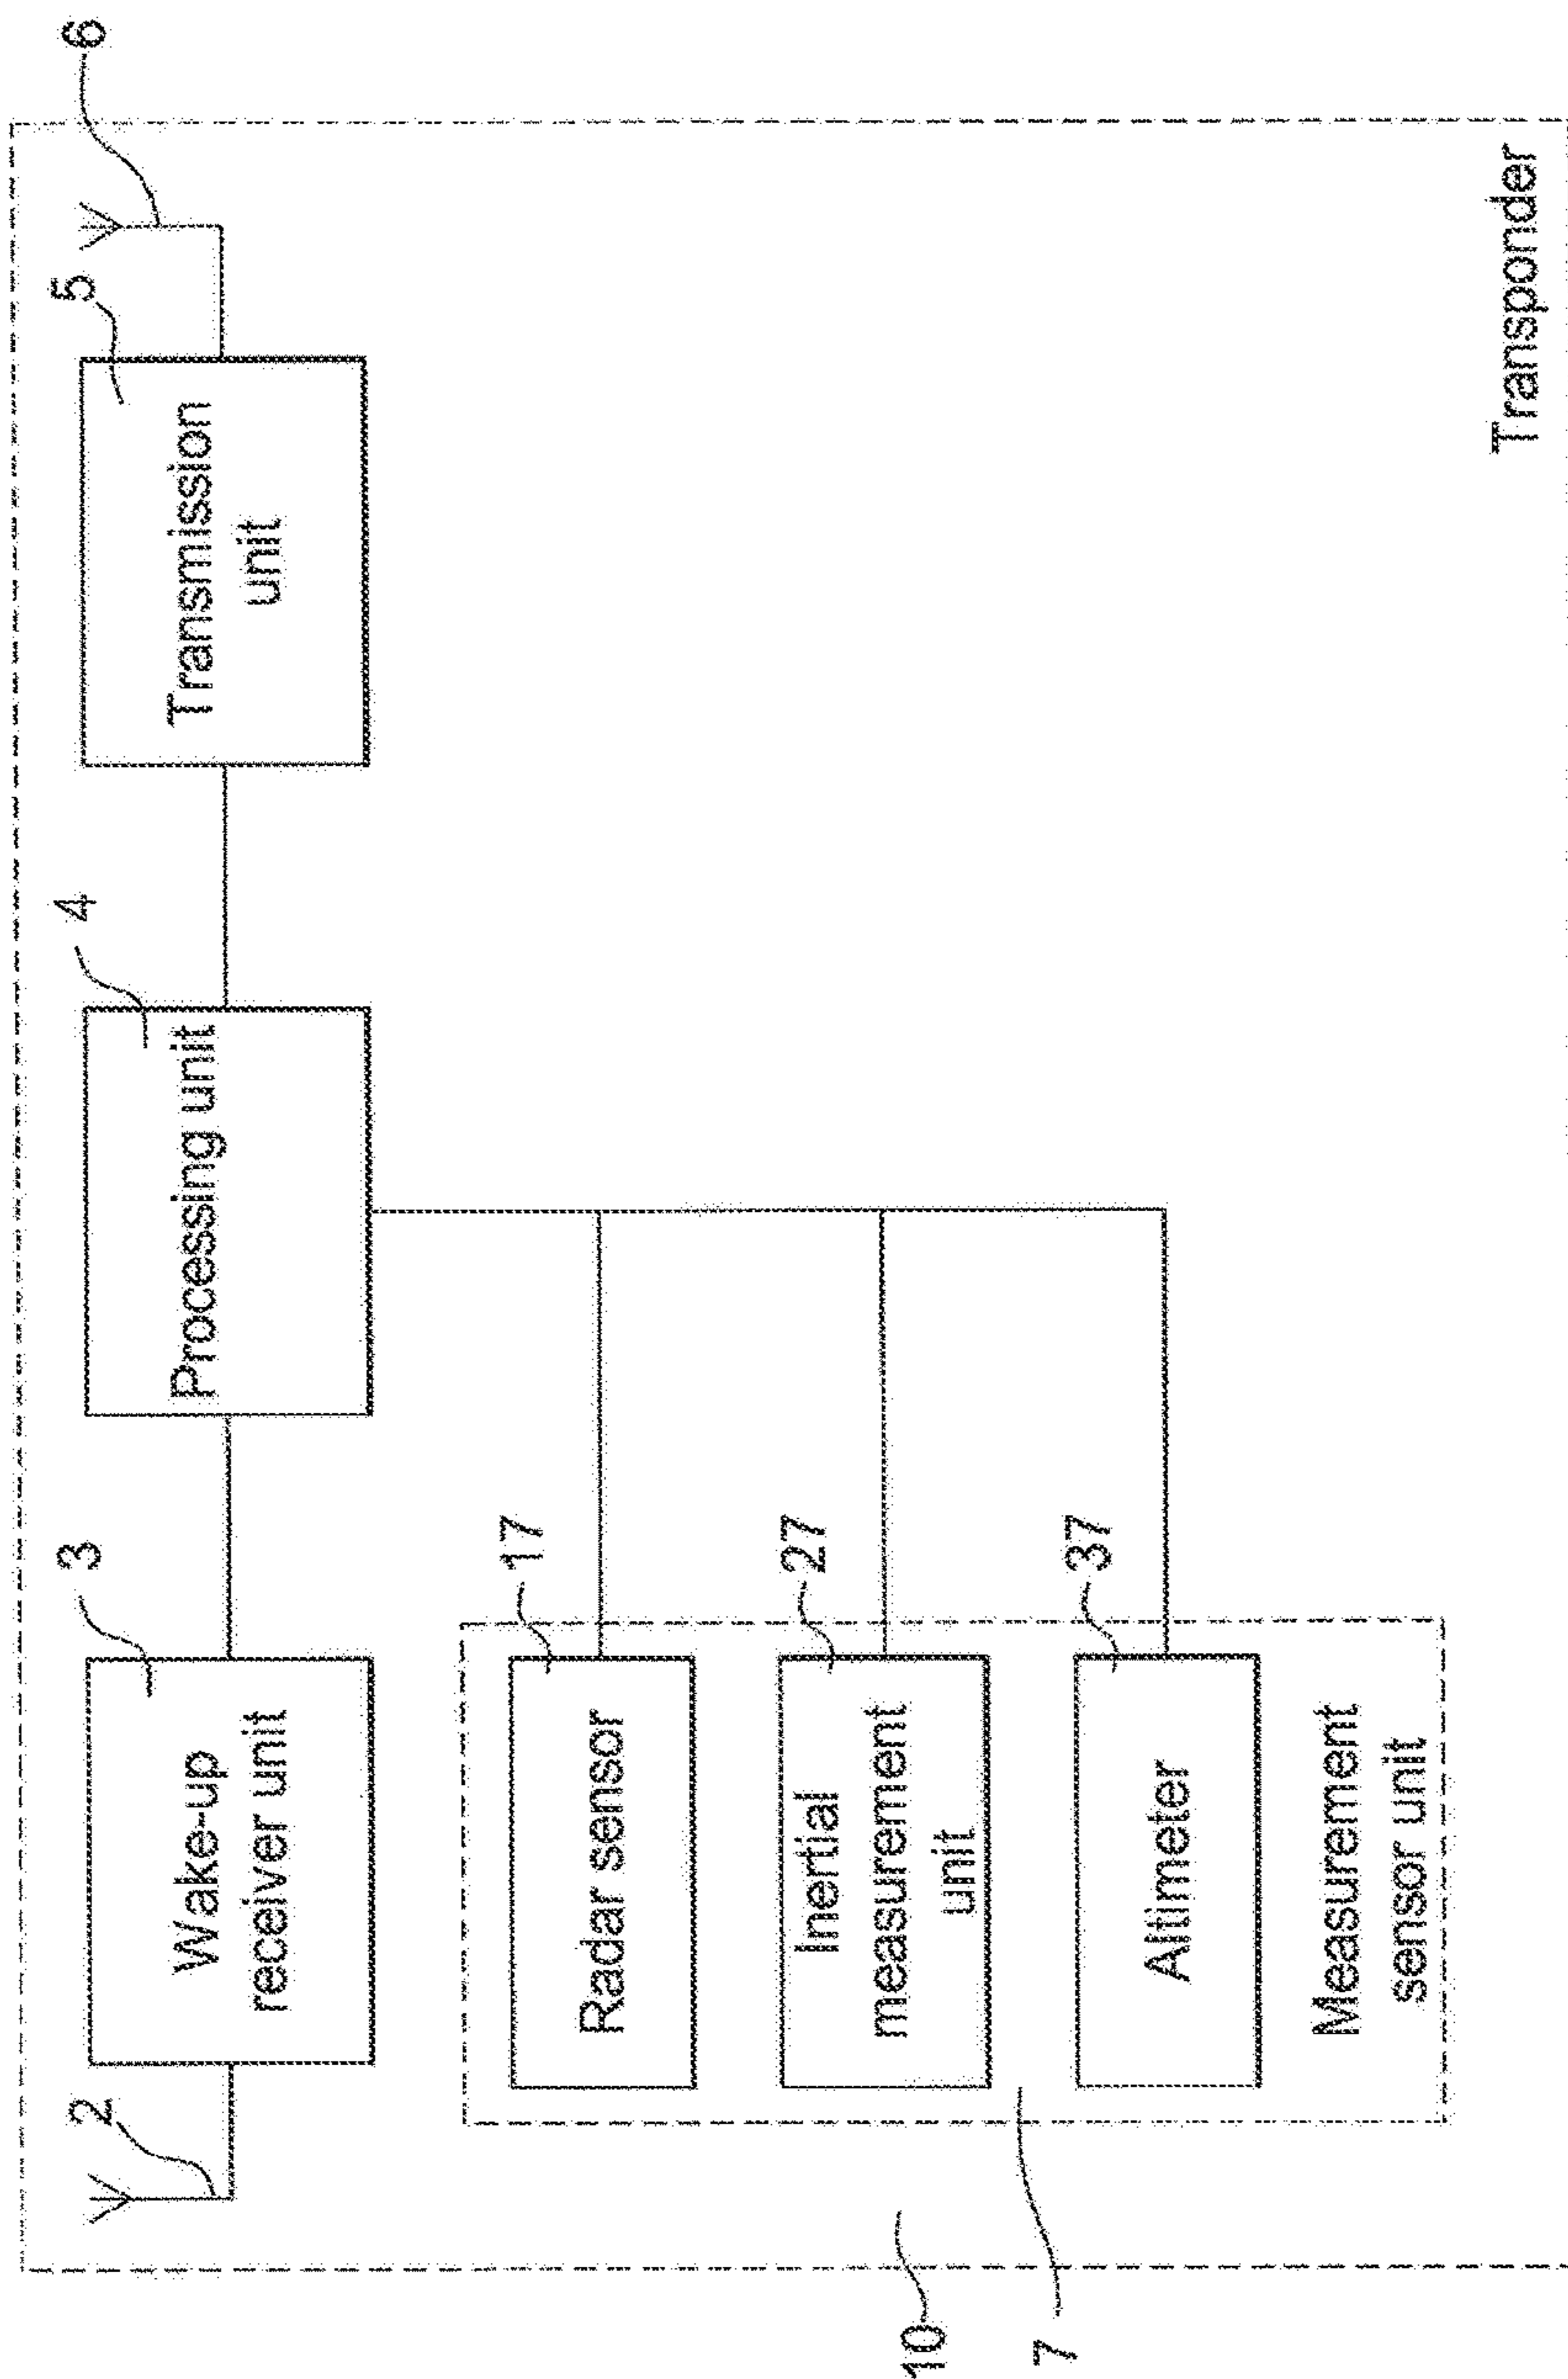 2
3
4
5
6
Wake-up
receiver unit
Processing unit
Transmission
unit
17
Radar sensor
27
Inertial
measurement
unit
37
Altimeter
Measurement
sensor unit
10
7
Transponder